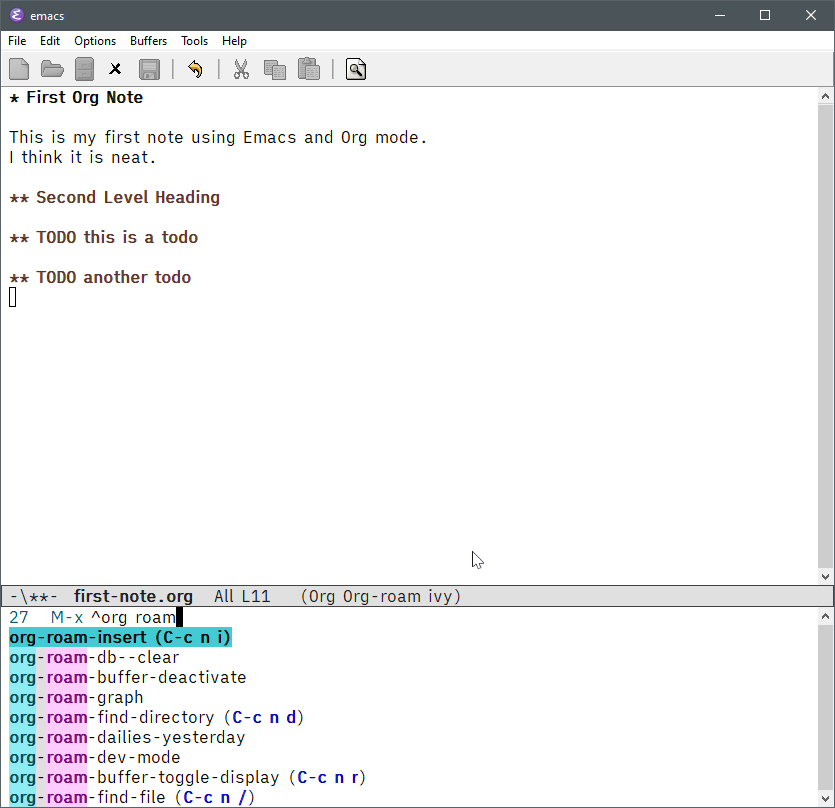 emacs
File Edit Options Buffers Tools Help
* First Org Note
This is my first note using Emacs and Org mode.
I think it is neat.
** Second Level Heading
** TODO this is a todo
** TODO another todo
-\**- first-note.org All L11 (Org Org-roam ivy)
27 M-x ^org roam
org-roam-insert (C-c n i)
org-roam-db--clear
org-roam-buffer-deactivate
org-roam-graph
org-roam-find-directory (C-c n d)
org-roam-dailies-yesterday
org-roam-dev-mode
org-roam-buffer-toggle-display (C-c n r)
org-roam-find-file (C-c n /)